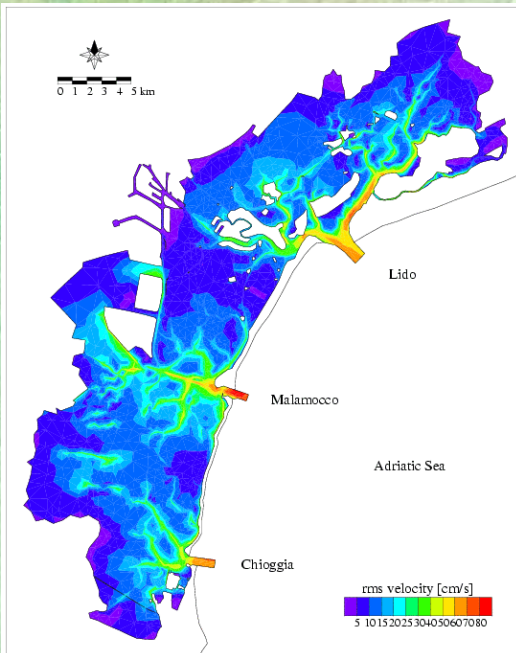 0 1 2 3 4 5 km
Lido
Malamocco
Adriatic Sea
Chioggia
rms velocity [cm/s]
5 10 15 20 25 30 40 50 60 70 80